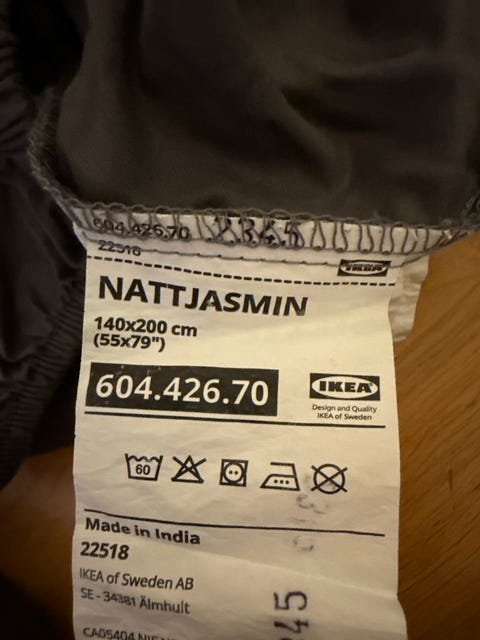 604.426.70
22518
IKEA
NATTJASMIN
140x200 cm
(55x79")
604.426.70
IKEA
Design and Quality
IKEA of Sweden
60
Made in India
22518
IKEA of Sweden AB
SE - 34381 Älmhult
45